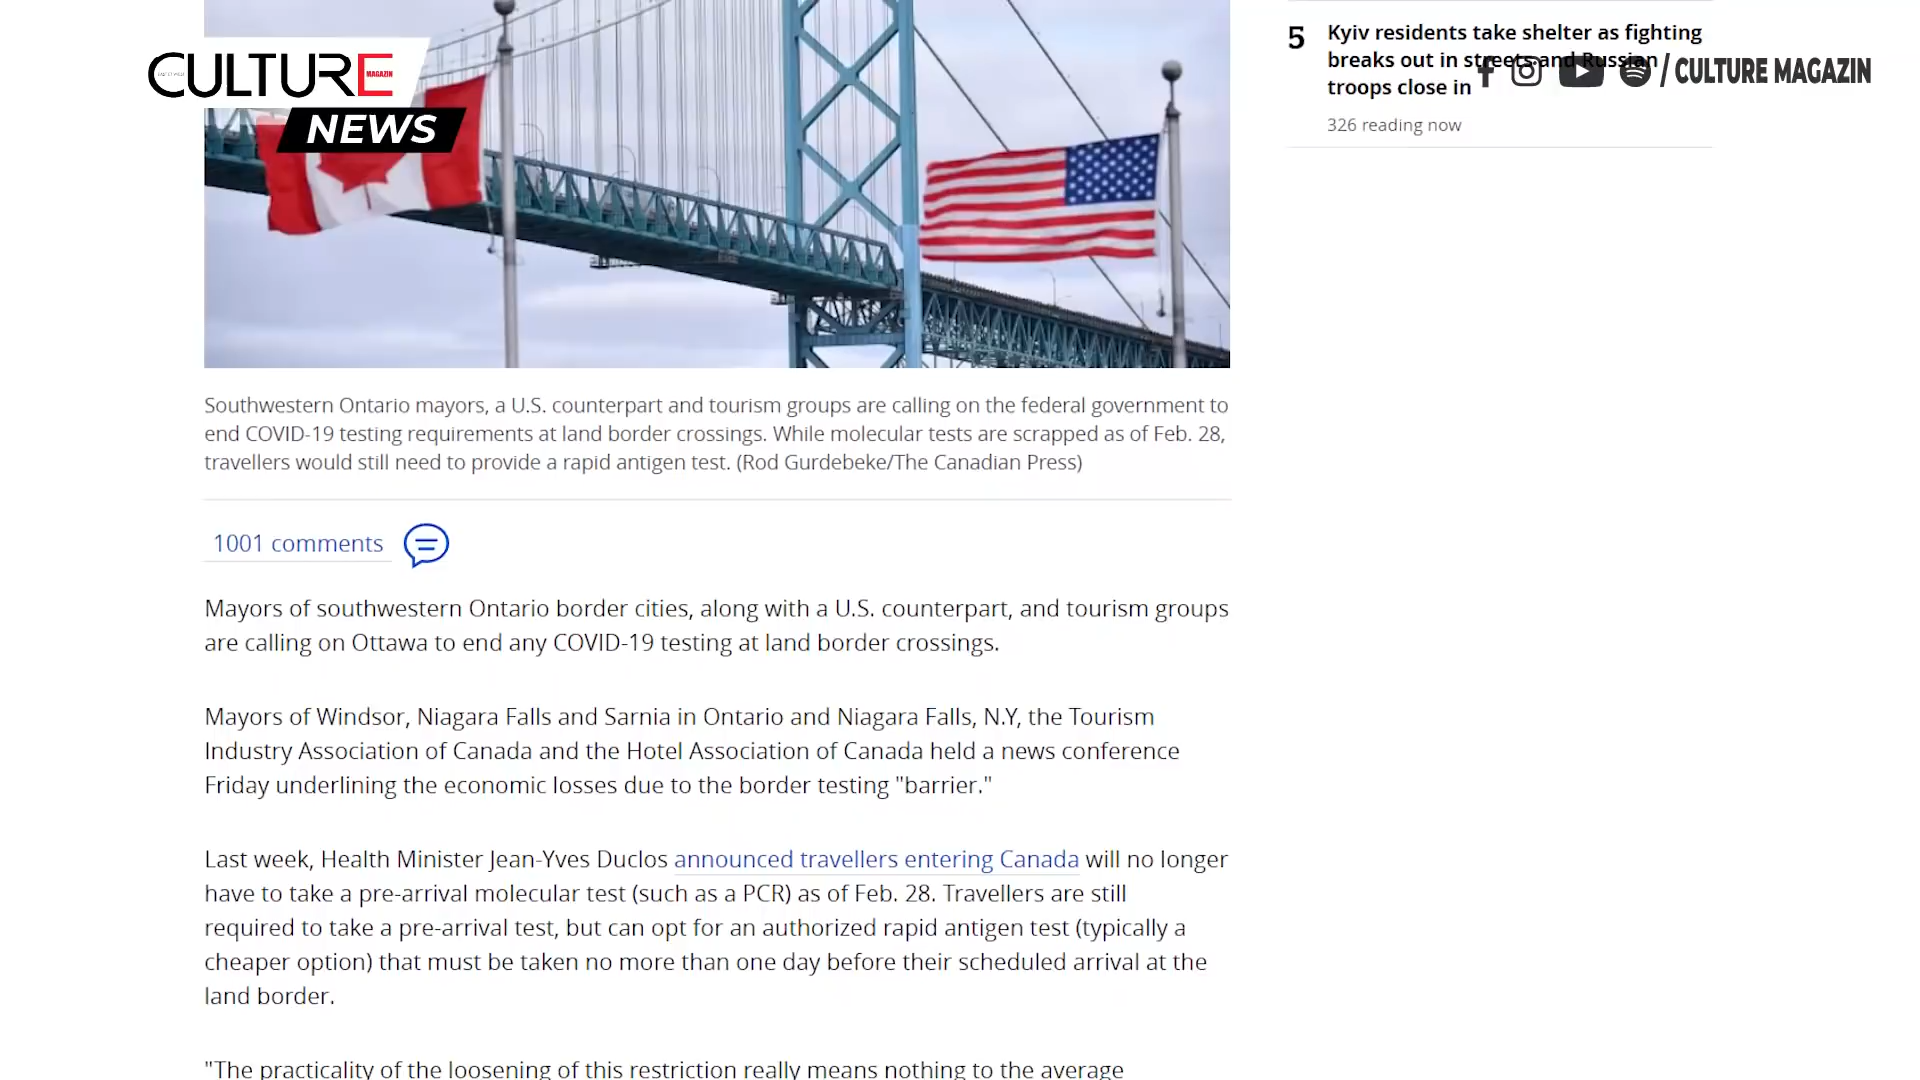 CULTURE
MAGAZIN
NEWS
5
Kyiv residents take shelter as fighting
breaks out in streets and Russian
troops close in
326 reading now
/ CULTURE MAGAZIN
Southwestern Ontario mayors, a U.S. counterpart and tourism groups are calling on the federal government to
end COVID-19 testing requirements at land border crossings. While molecular tests are scrapped as of Feb. 28,
travellers would still need to provide a rapid antigen test. (Rod Gurdebeke/The Canadian Press)
1001 comments
Mayors of southwestern Ontario border cities, along with a U.S. counterpart, and tourism groups
are calling on Ottawa to end any COVID-19 testing at land border crossings.
Mayors of Windsor, Niagara Falls and Sarnia in Ontario and Niagara Falls, N.Y, the Tourism
Industry Association of Canada and the Hotel Association of Canada held a news conference
Friday underlining the economic losses due to the border testing "barrier."
Last week, Health Minister Jean-Yves Duclos announced travellers entering Canada will no longer
have to take a pre-arrival molecular test (such as a PCR) as of Feb. 28. Travellers are still
required to take a pre-arrival test, but can opt for an authorized rapid antigen test (typically a
cheaper option) that must be taken no more than one day before their scheduled arrival at the
land border.
"The practicality of the loosening of this restriction really means nothing to the average